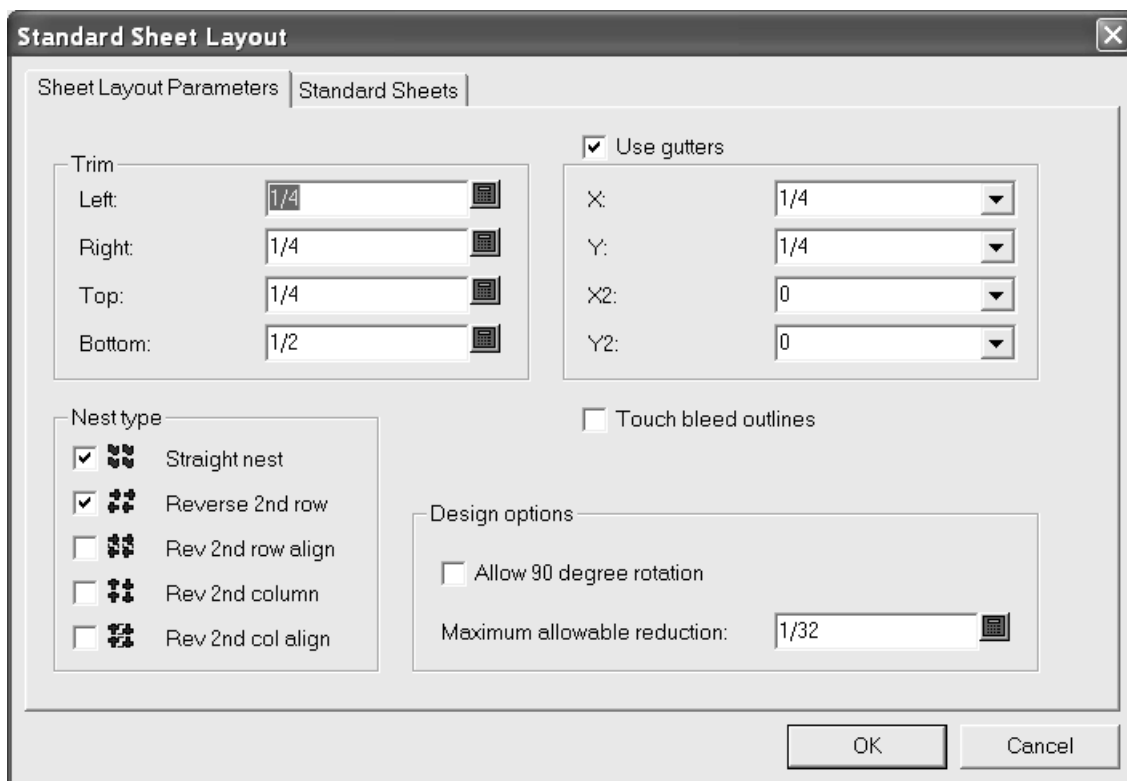 Standard Sheet Layout
Sheet Layout Parameters
Standard Sheets
Trim
Left: 1/4
Right: 1/4
Top: 1/4
Bottom: 1/2
Use gutters
X: 1/4
Y: 1/4
X2: 0
Y2: 0
Nest type
Straight nest
Reverse 2nd row
Rev 2nd row align
Rev 2nd column
Rev 2nd col align
Touch bleed outlines
Design options
Allow 90 degree rotation
Maximum allowable reduction: 1/32
OK
Cancel